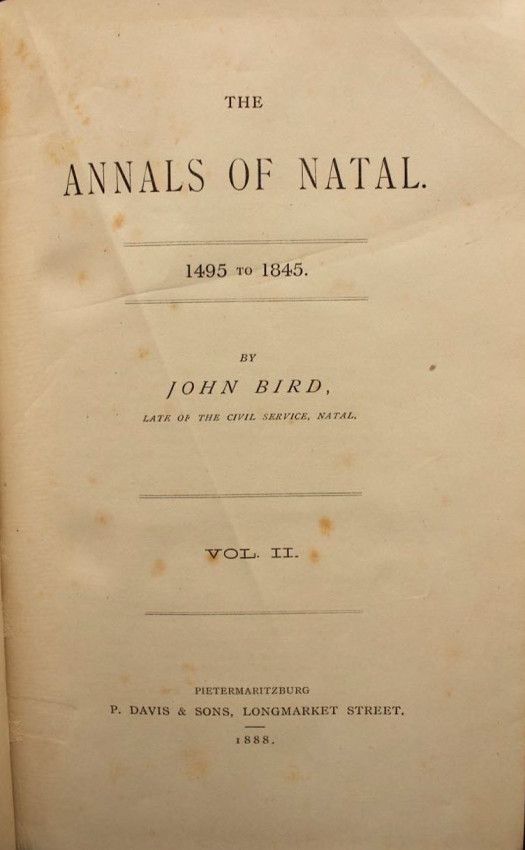 THE
ANNALS OF NATAL.
1495 TO 1845.
BY
JOHN BIRD,
LATE OF THE CIVIL SERVICE, NATAL.
VOL. II.
PIETERMARITZBURG
P. DAVIS & SONS, LONGMARKET STREET.
1888.